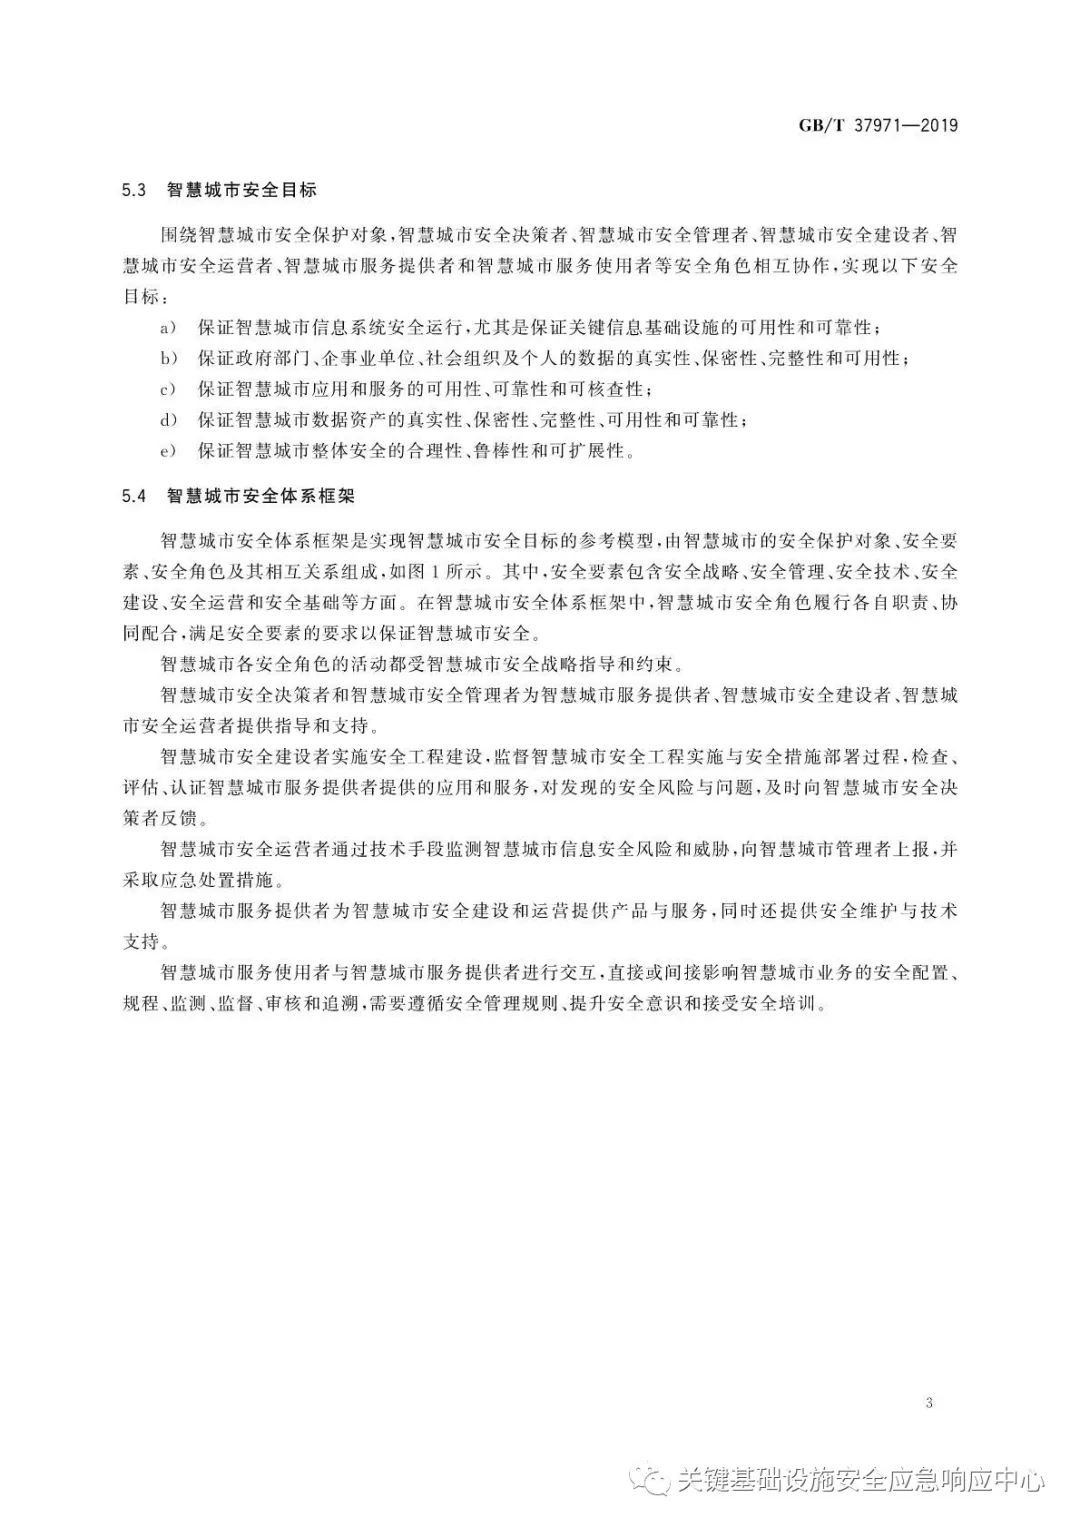 GB/T 37971—2019
5.3 智慧城市安全目标
围绕智慧城市安全保护对象,智慧城市安全决策者、智慧城市安全管理者、智慧城市安全建设者、智
慧城市安全运营者、智慧城市服务提供者和智慧城市服务使用者等安全角色相互协作,实现以下安全
目标:
a) 保证智慧城市信息系统安全运行,尤其是保证关键信息基础设施的可用性和可靠性;
b) 保证政府部门、企事业单位、社会组织及个人的数据的真实性、保密性、完整性和可用性;
c) 保证智慧城市应用和服务的可用性、可靠性和可核查性;
d) 保证智慧城市数据资产的真实性、保密性、完整性、可用性和可靠性;
e) 保证智慧城市整体安全的合理性、鲁棒性和可扩展性。
5.4 智慧城市安全体系框架
智慧城市安全体系框架是实现智慧城市安全目标的参考模型,由智慧城市的安全保护对象、安全要
素、安全角色及其相互关系组成,如图1所示。其中,安全要素包含安全战略、安全管理、安全技术、安全
建设、安全运营和安全基础等方面。在智慧城市安全体系框架中,智慧城市安全角色履行各自职责、协
同配合,满足安全要素的要求以保证智慧城市安全。
智慧城市各安全角色的活动都受智慧城市安全战略指导和约束。
智慧城市安全决策者和智慧城市安全管理者为智慧城市服务提供者、智慧城市安全建设者、智慧城
市安全运营者提供指导和支持。
智慧城市安全建设者实施安全工程建设,监督智慧城市安全工程实施与安全措施部署过程,检查、
评估、认证智慧城市服务提供者提供的应用和服务,对发现的安全风险与问题,及时向智慧城市安全决
策者反馈。
智慧城市安全运营者通过技术手段监测智慧城市信息安全风险和威胁,向智慧城市管理者上报,并
采取应急处置措施。
智慧城市服务提供者为智慧城市安全建设和运营提供产品与服务,同时还提供安全维护与技术
支持。
智慧城市服务使用者与智慧城市服务提供者进行交互,直接或间接影响智慧城市业务的安全配置、
规程、监测、监督、审核和追溯,需要遵循安全管理规则、提升安全意识和接受安全培训。
3
关键基础设施安全应急响应中心